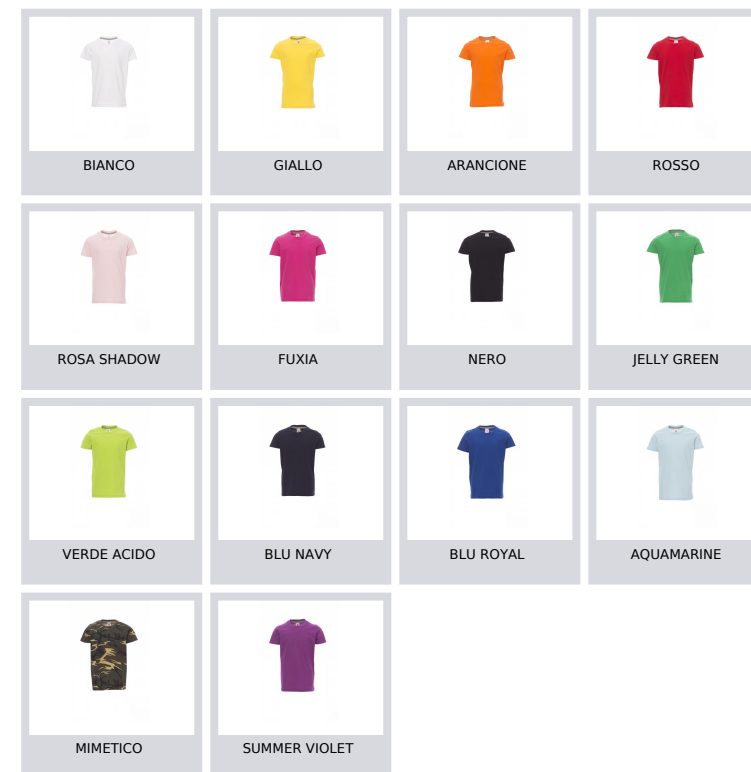 BIANCO
GIALLO
ARANCIONE
ROSSO
ROSA SHADOW
FUXIA
NERO
JELLY GREEN
VERDE ACIDO
BLU NAVY
BLU ROYAL
AQUAMARINE
MIMETICO
SUMMER VIOLET